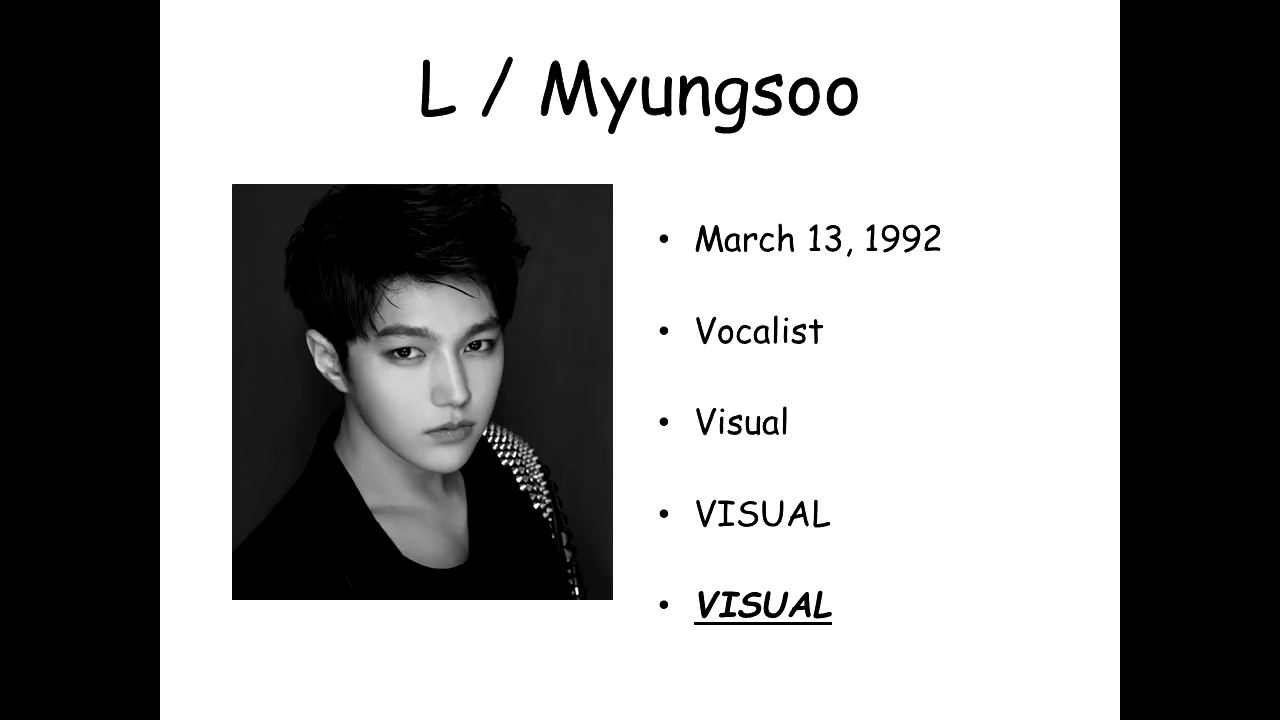 L / Myungsoo
• March 13, 1992
• Vocalist
• Visual
• VISUAL
• VISUAL